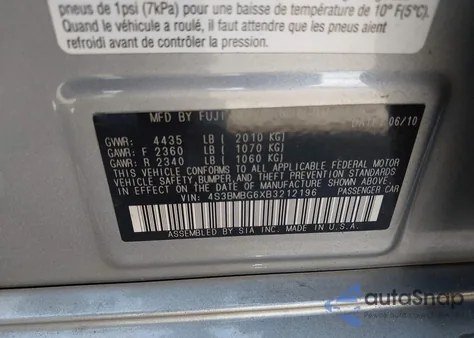 pneus de 1psi (7kPa) pour une baisse de température de 10° F(5°C).
Quand le véhicule a roulé, il faut attendre que les pneus aient
refroidi avant de contrôler la pression.
MFD BY FUJI 06/10
GVWR: 4435 LB ( 2010 KG)
GAWR: F 2360 LB ( 1070 KG)
GAWR: R 2340 LB ( 1060 KG)
THIS VEHICLE CONFORMS TO ALL APPLICABLE FEDERAL MOTOR
VEHICLE SAFETY, BUMPER, AND THEFT PREVENTION STANDARDS
IN EFFECT ON THE DATE OF MANUFACTURE SHOWN ABOVE.
VIN: 4S3BMBG6XB3212196 PASSENGER CAR
ASSEMBLED BY SIA INC. IN U.S.A.
autoSnap
Free online auction price